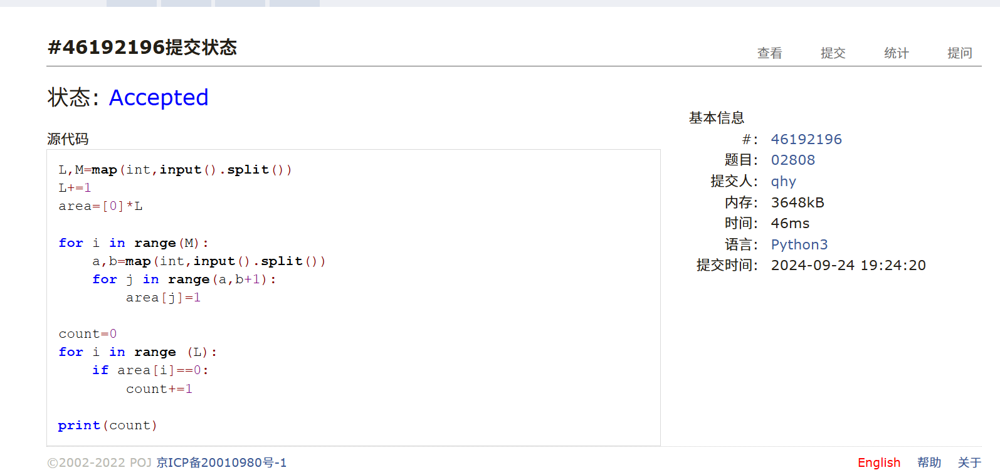 #46192196提交状态
查看 提交 统计 提问
状态: Accepted
源代码
L,M=map(int,input().split())
L+=1
area=[0]*L
for i in range(M):
    a,b=map(int,input().split())
    for j in range(a,b+1):
        area[j]=1
count=0
for i in range (L):
    if area[i]==0:
        count+=1
print(count)
基本信息
#: 46192196
题目: 02808
提交人: qhy
内存: 3648kB
时间: 46ms
语言: Python3
提交时间: 2024-09-24 19:24:20
©2002-2022 POJ 京ICP备20010980号-1
English 帮助 关于